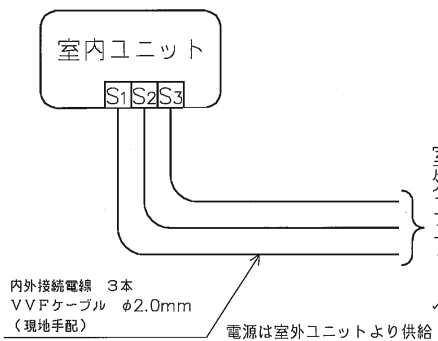 室内ユニット
S1 S2 S3
内外接続電線 3本
VVFケーブル φ2.0mm
(現地手配)
電源は室外ユニットより供給